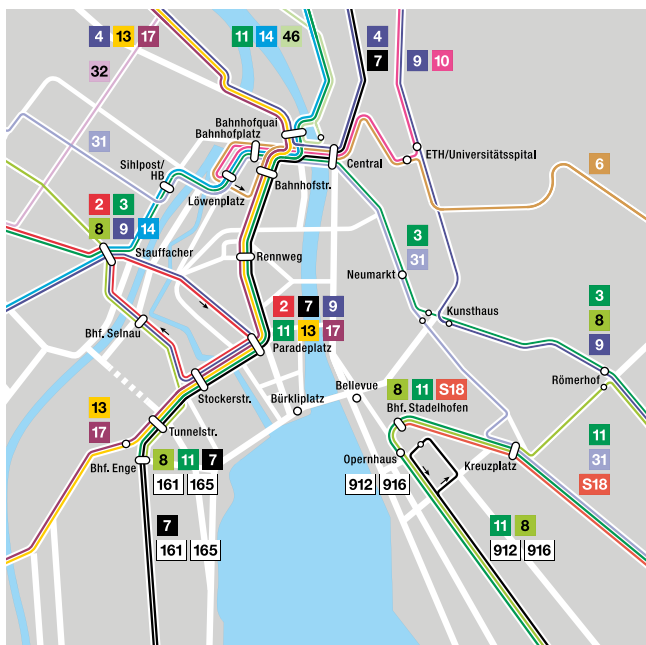 4 13 17
11 14 46
4
7
9 10
32
31
Bahnhofquai
Bahnhofplatz
Central
ETH/Universitätsspital
6
Sihlpost/
HB
Löwenplatz
Bahnhofstr.
2 3
8 9 14
Stauffacher
Rennweg
3
31
Neumarkt
Kunsthaus
3
8
9
Bhf. Selnau
2 7 9
11 13 17
Paradeplatz
Römerhof
Stockerstr.
Bürkliplatz
Bellevue
8 11 S18
Bhf. Stadelhofen
13
17
Tunnelstr.
Bhf. Enge
8 11 7
161 165
Opernhaus
912 916
Kreuzplatz
11
31
S18
7
161 165
11 8
912 916